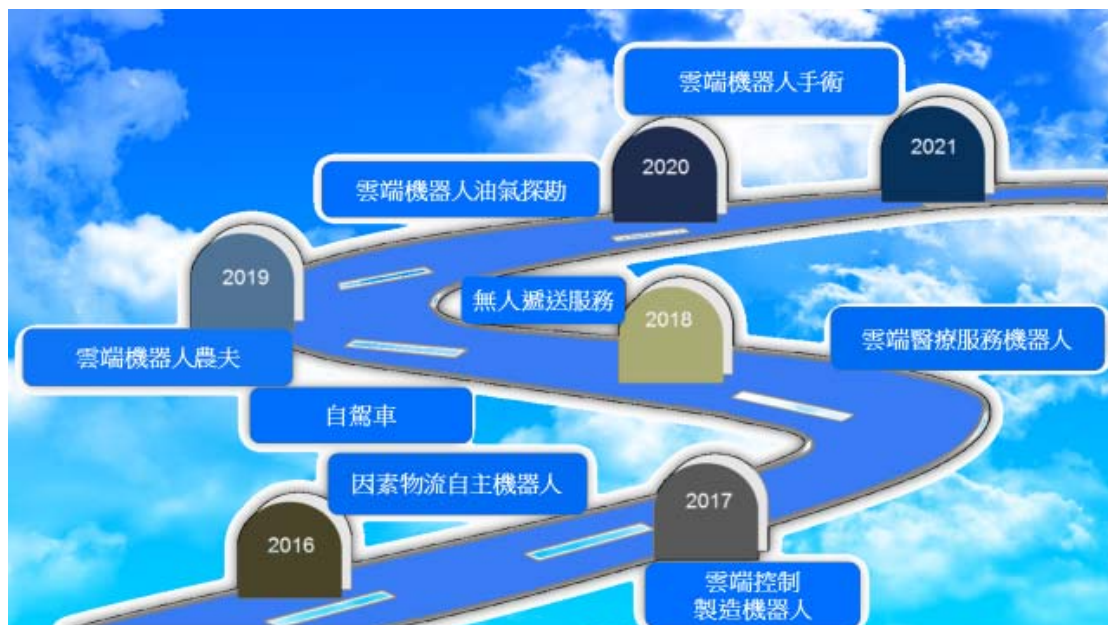 雲端機器人手術
2021
2020
雲端機器人油氣探勘
2019
無人遞送服務
2018
雲端醫療服務機器人
雲端機器人農夫
自駕車
因素物流自主機器人
2017
2016
雲端控制
製造機器人